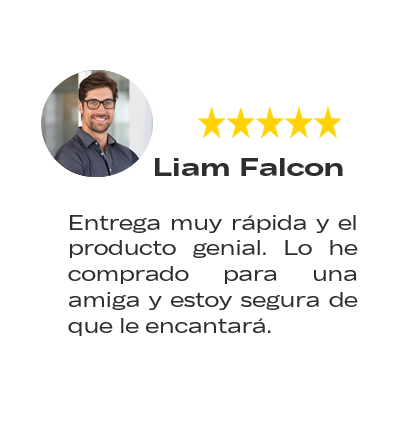 Liam Falcon
Entrega muy rápida y el
producto genial. Lo he
comprado para una
amiga y estoy segura de
que le encantará.